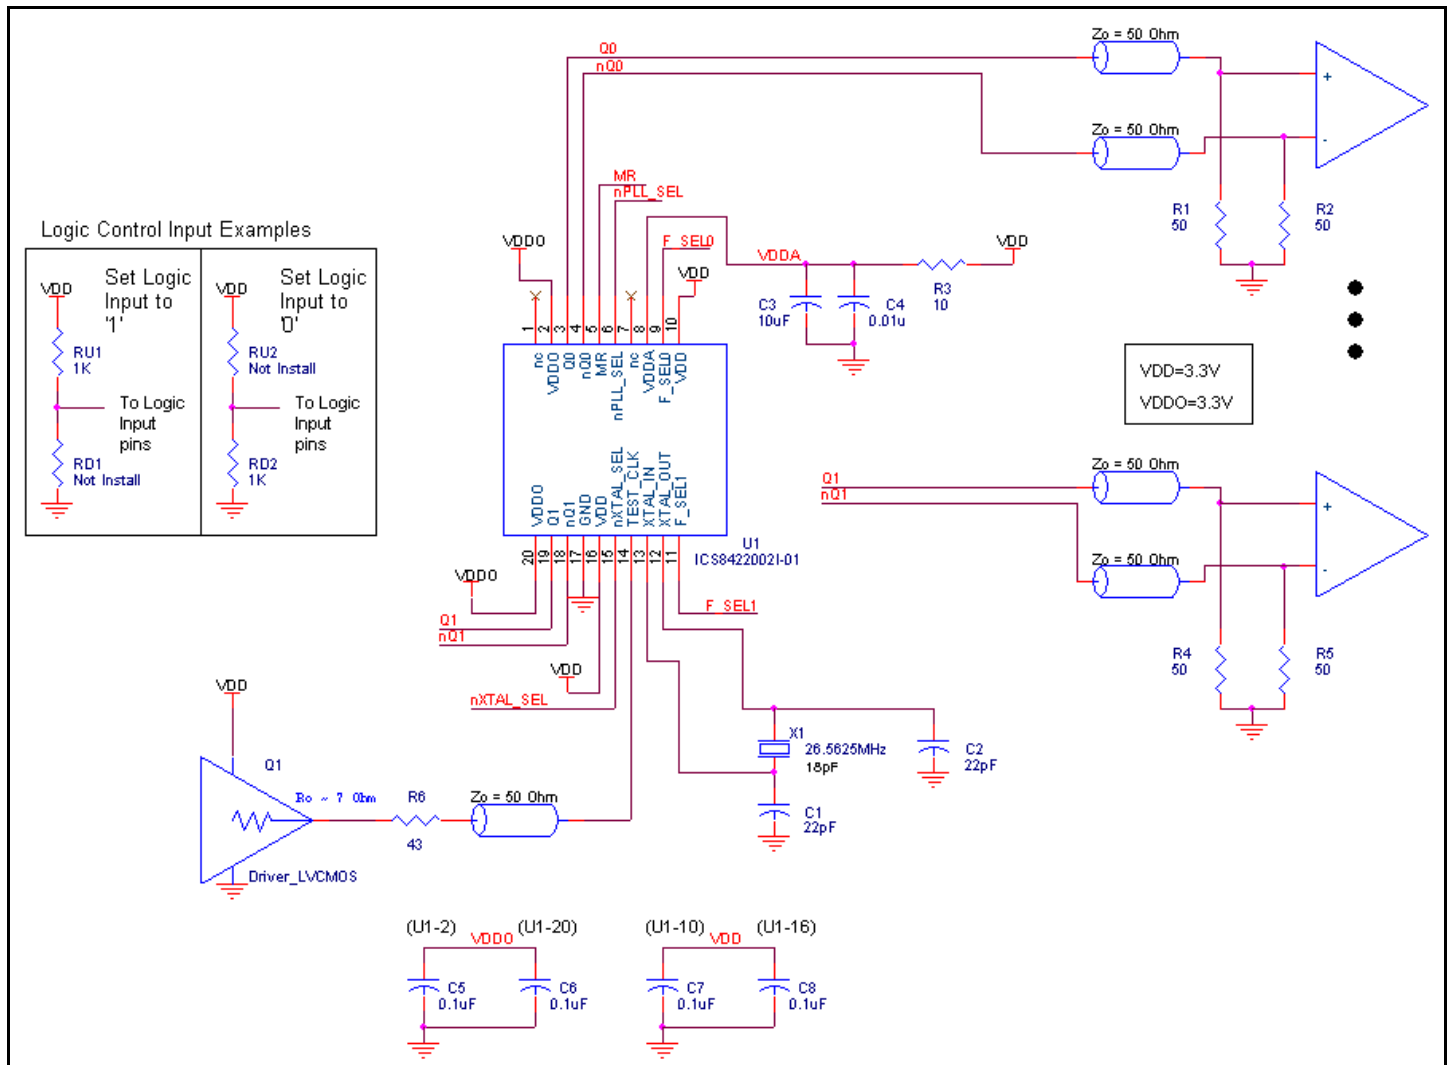 Q0
nQ0
Zo = 50 Ohm
+
Zo = 50 Ohm
-
R1
50
R2
50
MR
nPLL_SEL
VDDO
F_SEL0
VDDA
VDD
VDD
R3
10
C3
10uF
C4
0.01u
Logic Control Input Examples
Set Logic
Input to
'1'
VDD
RU1
1K
To Logic
Input
pins
RD1
Not Install
Set Logic
Input to
'0'
VDD
RU2
Not Install
To Logic
Input
pins
RD2
1K
1
2
3
4
5
6
7
8
9
10
nc
VDDO
Q0
nQ0
MR
nPLL_SEL
nc
VDDA
F_SEL0
VDD
VDDO
Q1
nQ1
GND
VDD
nXTAL_SEL
TEST_CLK
XTAL_IN
XTAL_OUT
F_SEL1
20
19
18
17
16
15
14
13
12
11
U1
ICS8422002I-01
VDD=3.3V
VDDO=3.3V
Q1
nQ1
Zo = 50 Ohm
+
Zo = 50 Ohm
-
R4
50
R5
50
VDDO
Q1
nQ1
VDD
nXTAL_SEL
F_SEL1
X1
26.5625MHz
18pF
C2
22pF
C1
22pF
VDD
Q1
Ro ~ 7 Ohm
R6
43
Zo = 50 Ohm
Driver_LVCMOS
(U1-2)
VDDO
(U1-20)
C5
0.1uF
C6
0.1uF
(U1-10)
VDD
(U1-16)
C7
0.1uF
C8
0.1uF